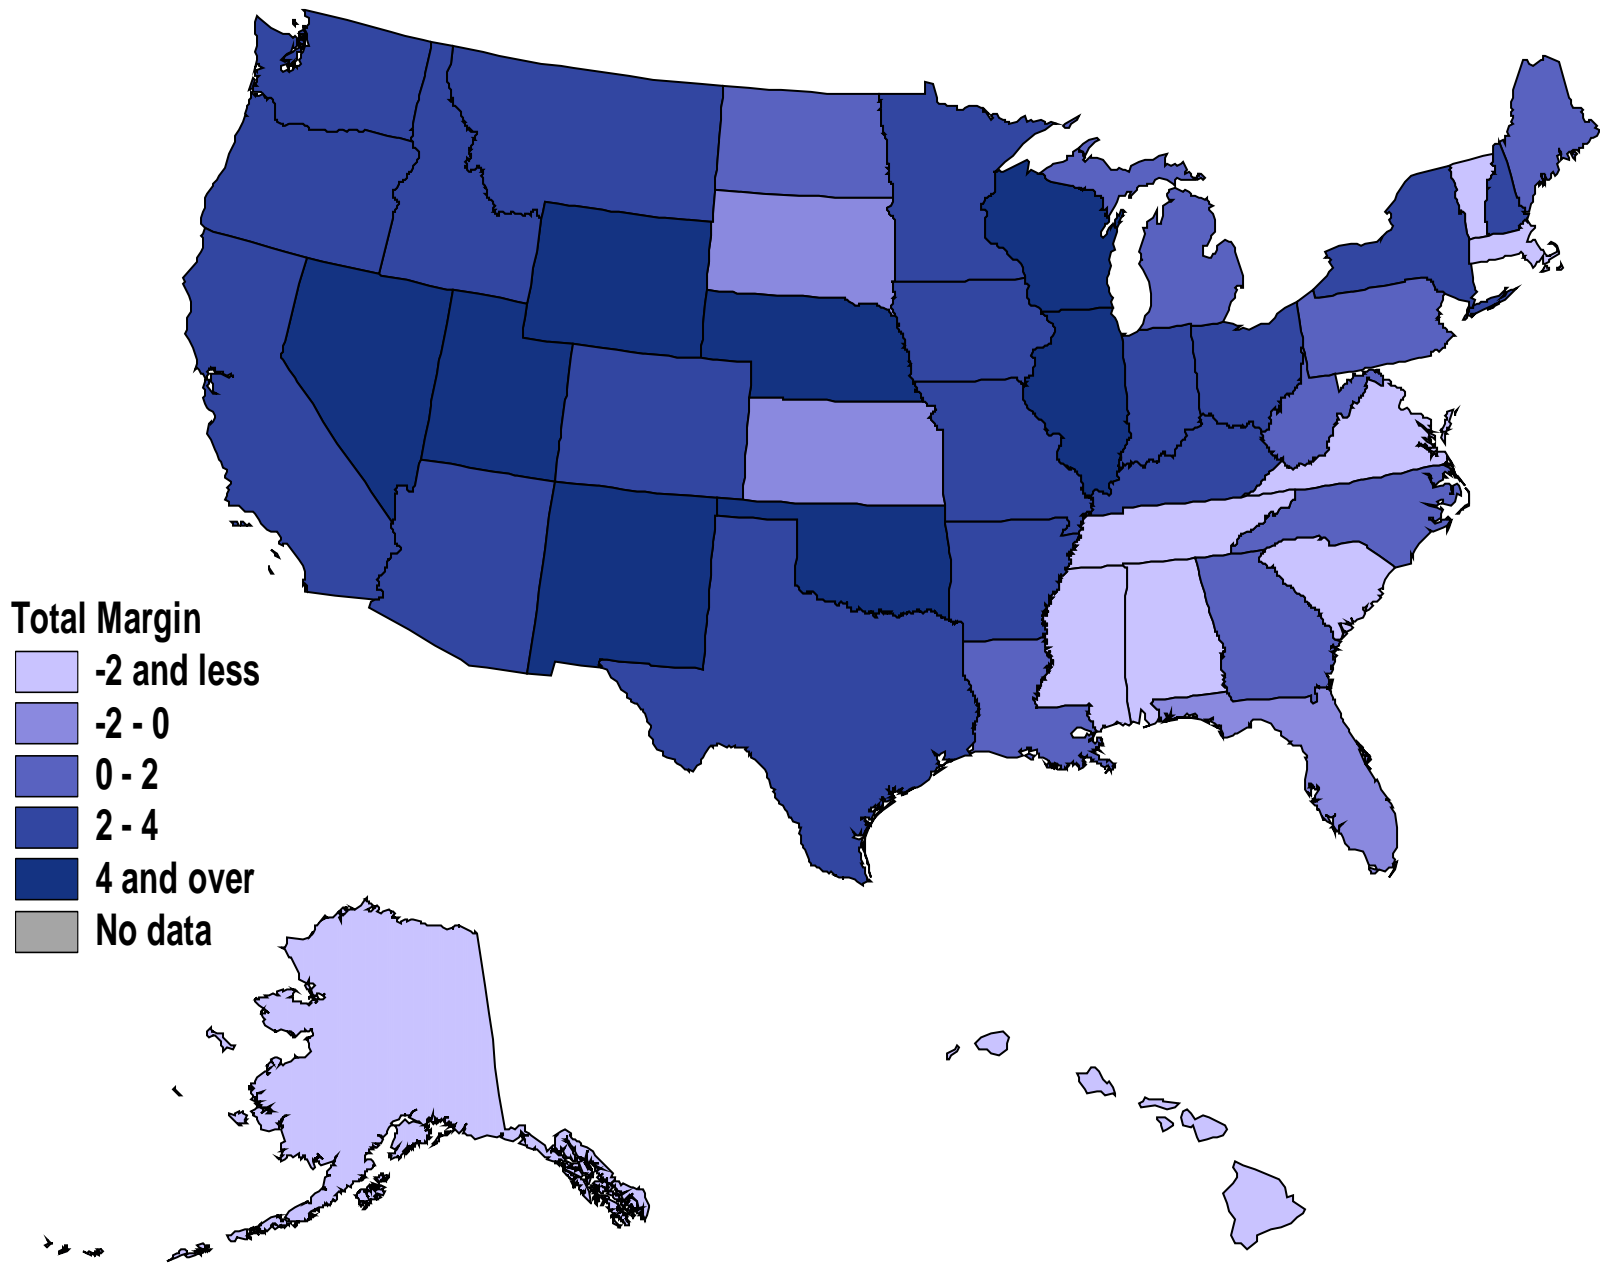 Total Margin
-2 and less
-2 - 0
0 - 2
2 - 4
4 and over
No data